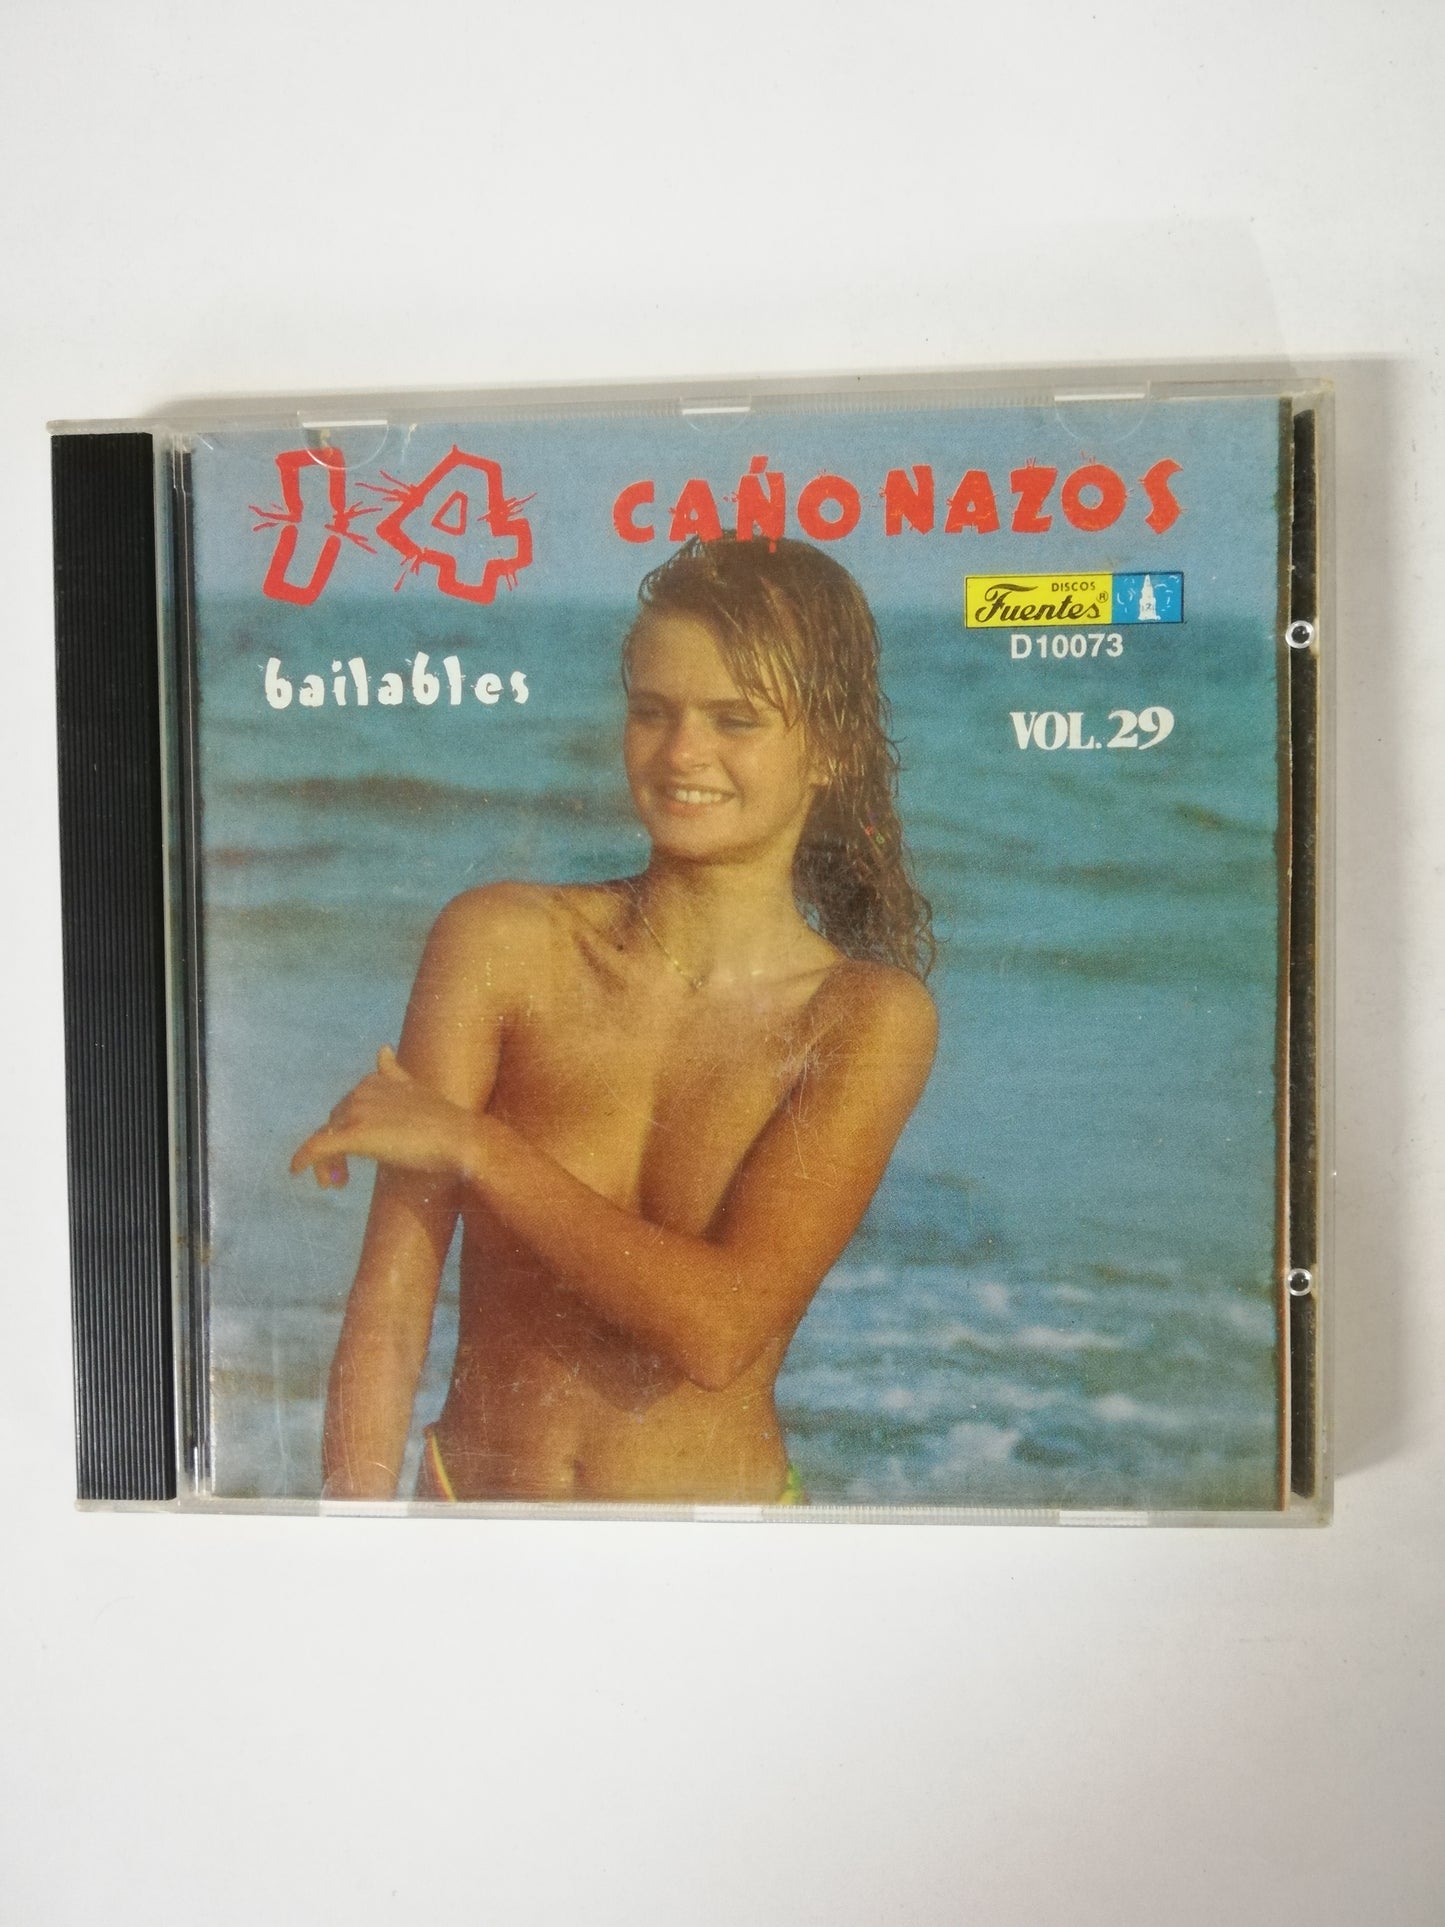 14 CAÑONAZOS
bailables
DISCOS
Fuentes®
D10073
VOL.29